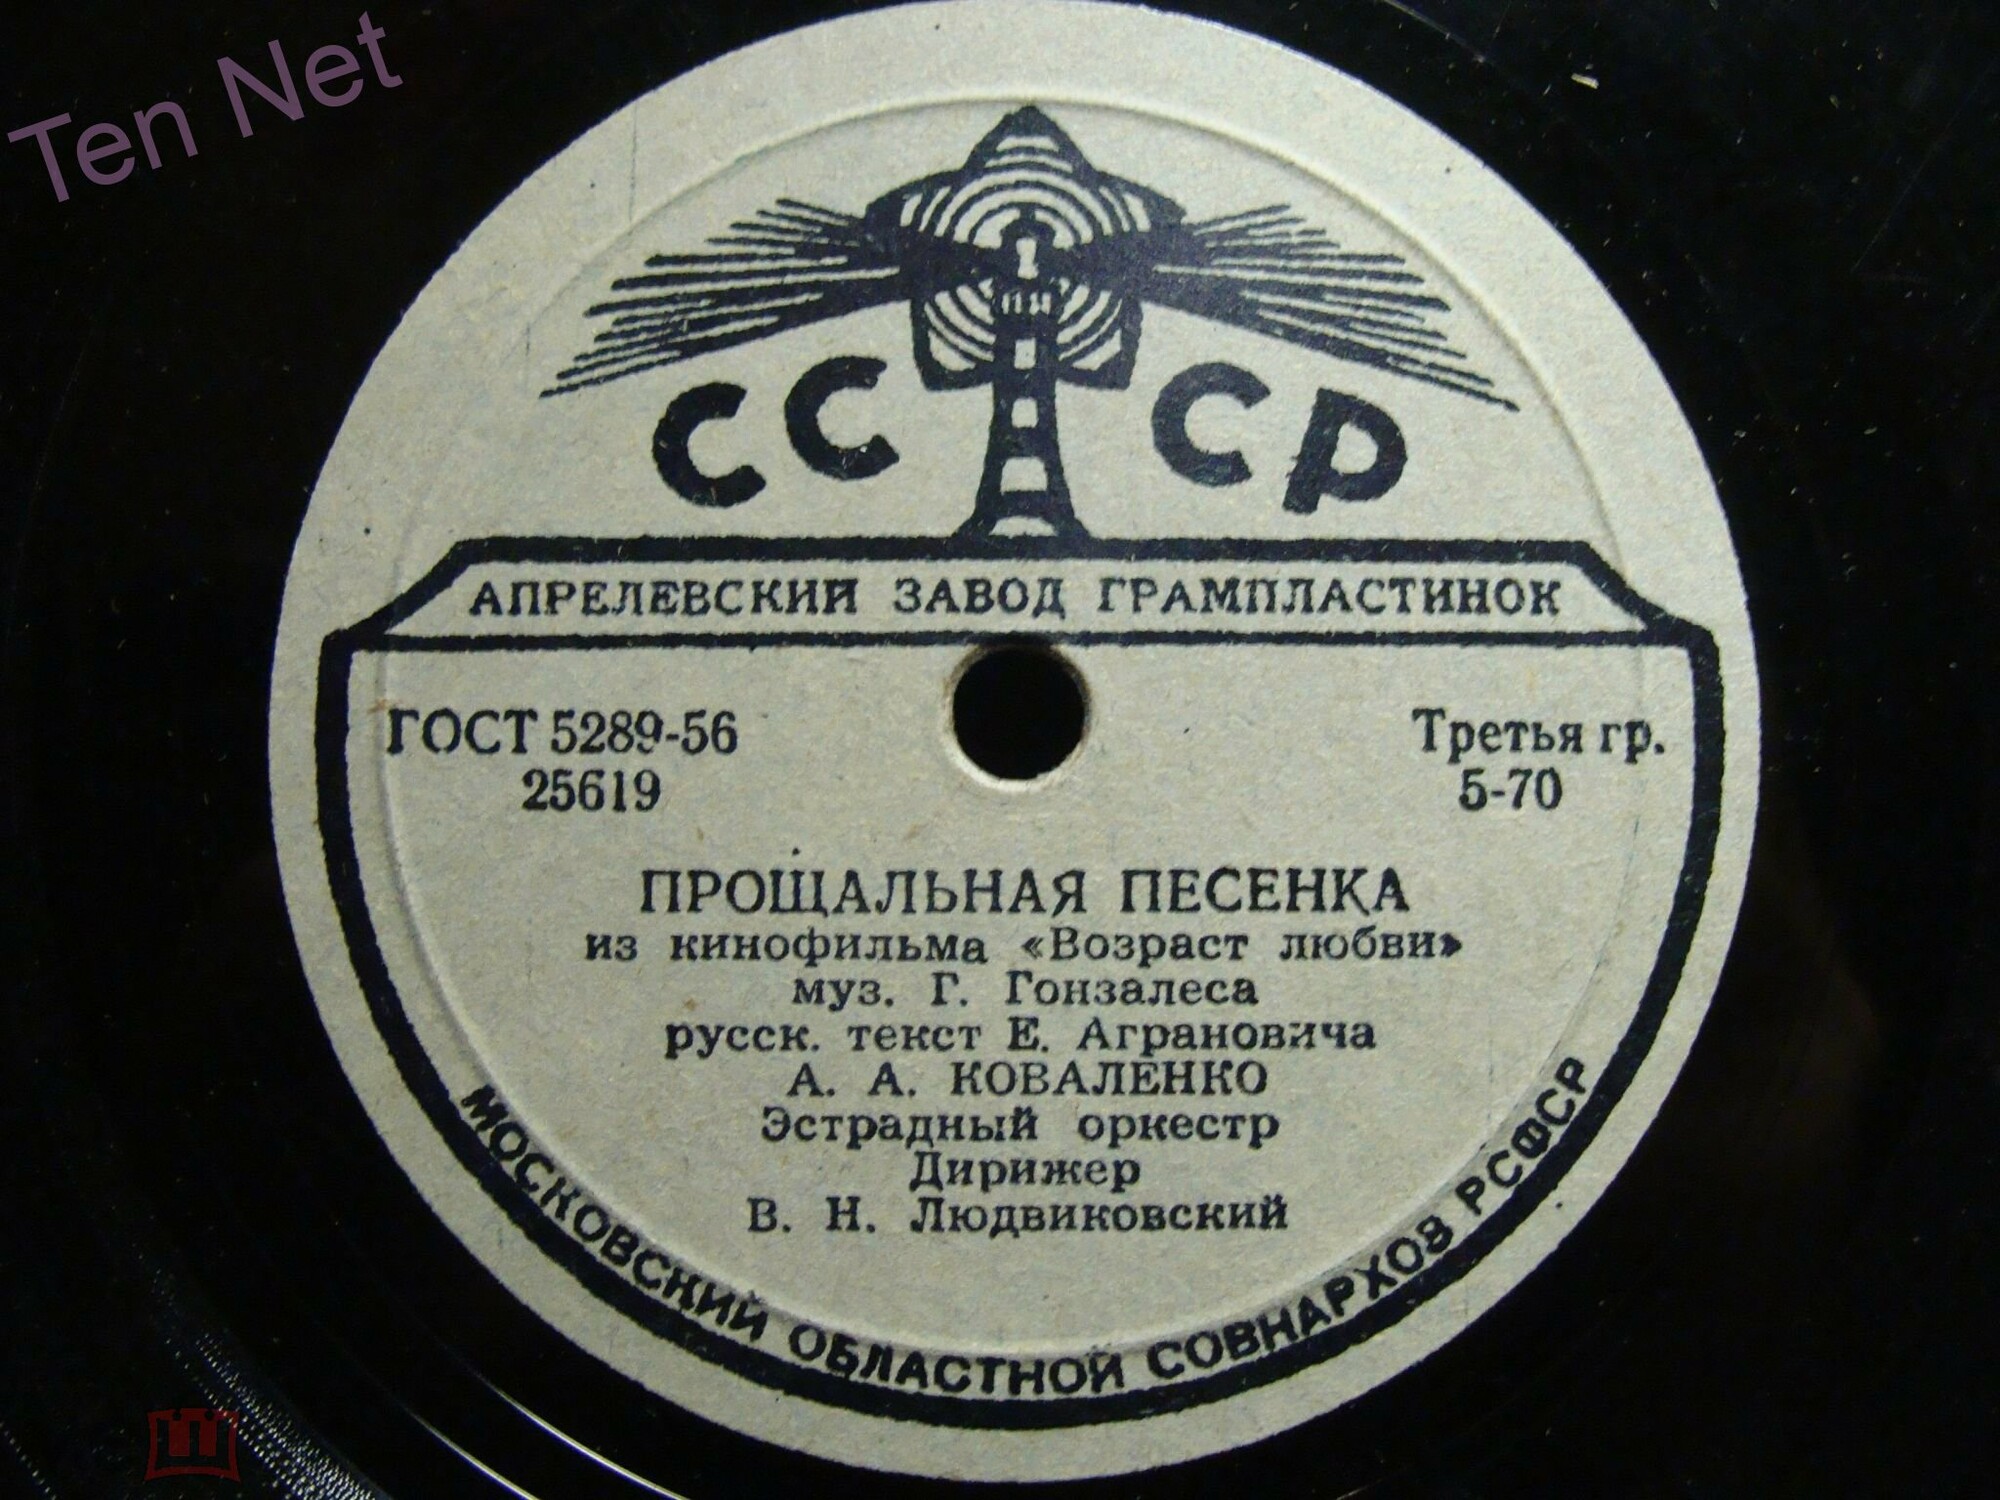 Ten Net
СССР
АПРЕЛЕВСКИЙ ЗАВОД ГРАМПЛАСТИНОК
ГОСТ 5289-56
25619
Третья гр.
5-70
ПРОЩАЛЬНАЯ ПЕСЕНКА
из кинофильма «Возраст любви»
муз. Г. Гонзалеса
русск. текст Е. Аграновича
А. А. КОВАЛЕНКО
Эстрадный оркестр
Дирижер
В. Н. Людвиковский
МОСКОВСКИЙ ОБЛАСТНОЙ СОВНАРХОЗ РСФСР